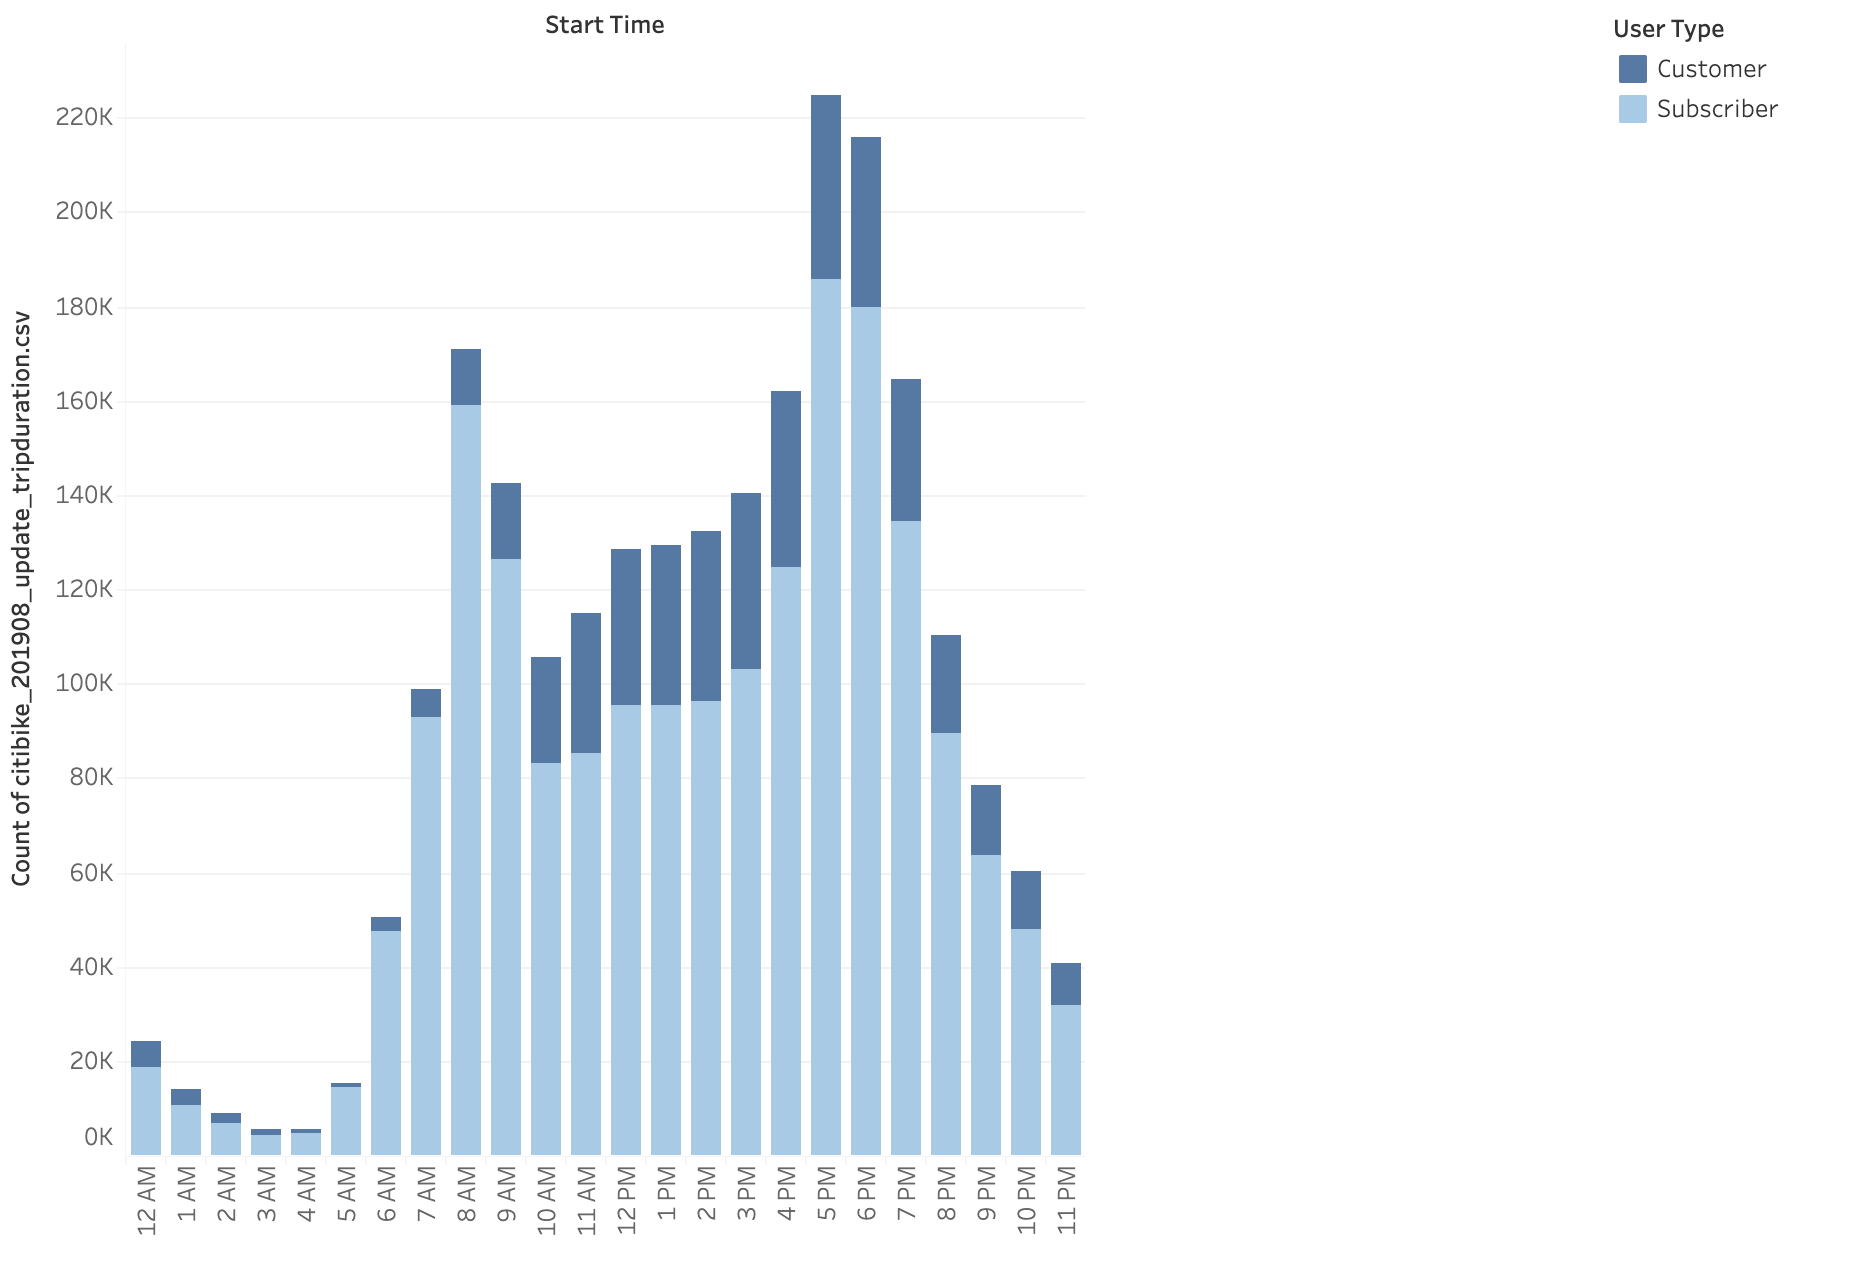 Start Time
User Type
Customer
Subscriber
Count of citibike_201908_update_tripduration.csv
220K
200K
180K
160K
140K
120K
100K
80K
60K
40K
20K
0K
12 AM
1 AM
2 AM
3 AM
4 AM
5 AM
6 AM
7 AM
8 AM
9 AM
10 AM
11 AM
12 PM
1 PM
2 PM
3 PM
4 PM
5 PM
6 PM
7 PM
8 PM
9 PM
10 PM
11 PM